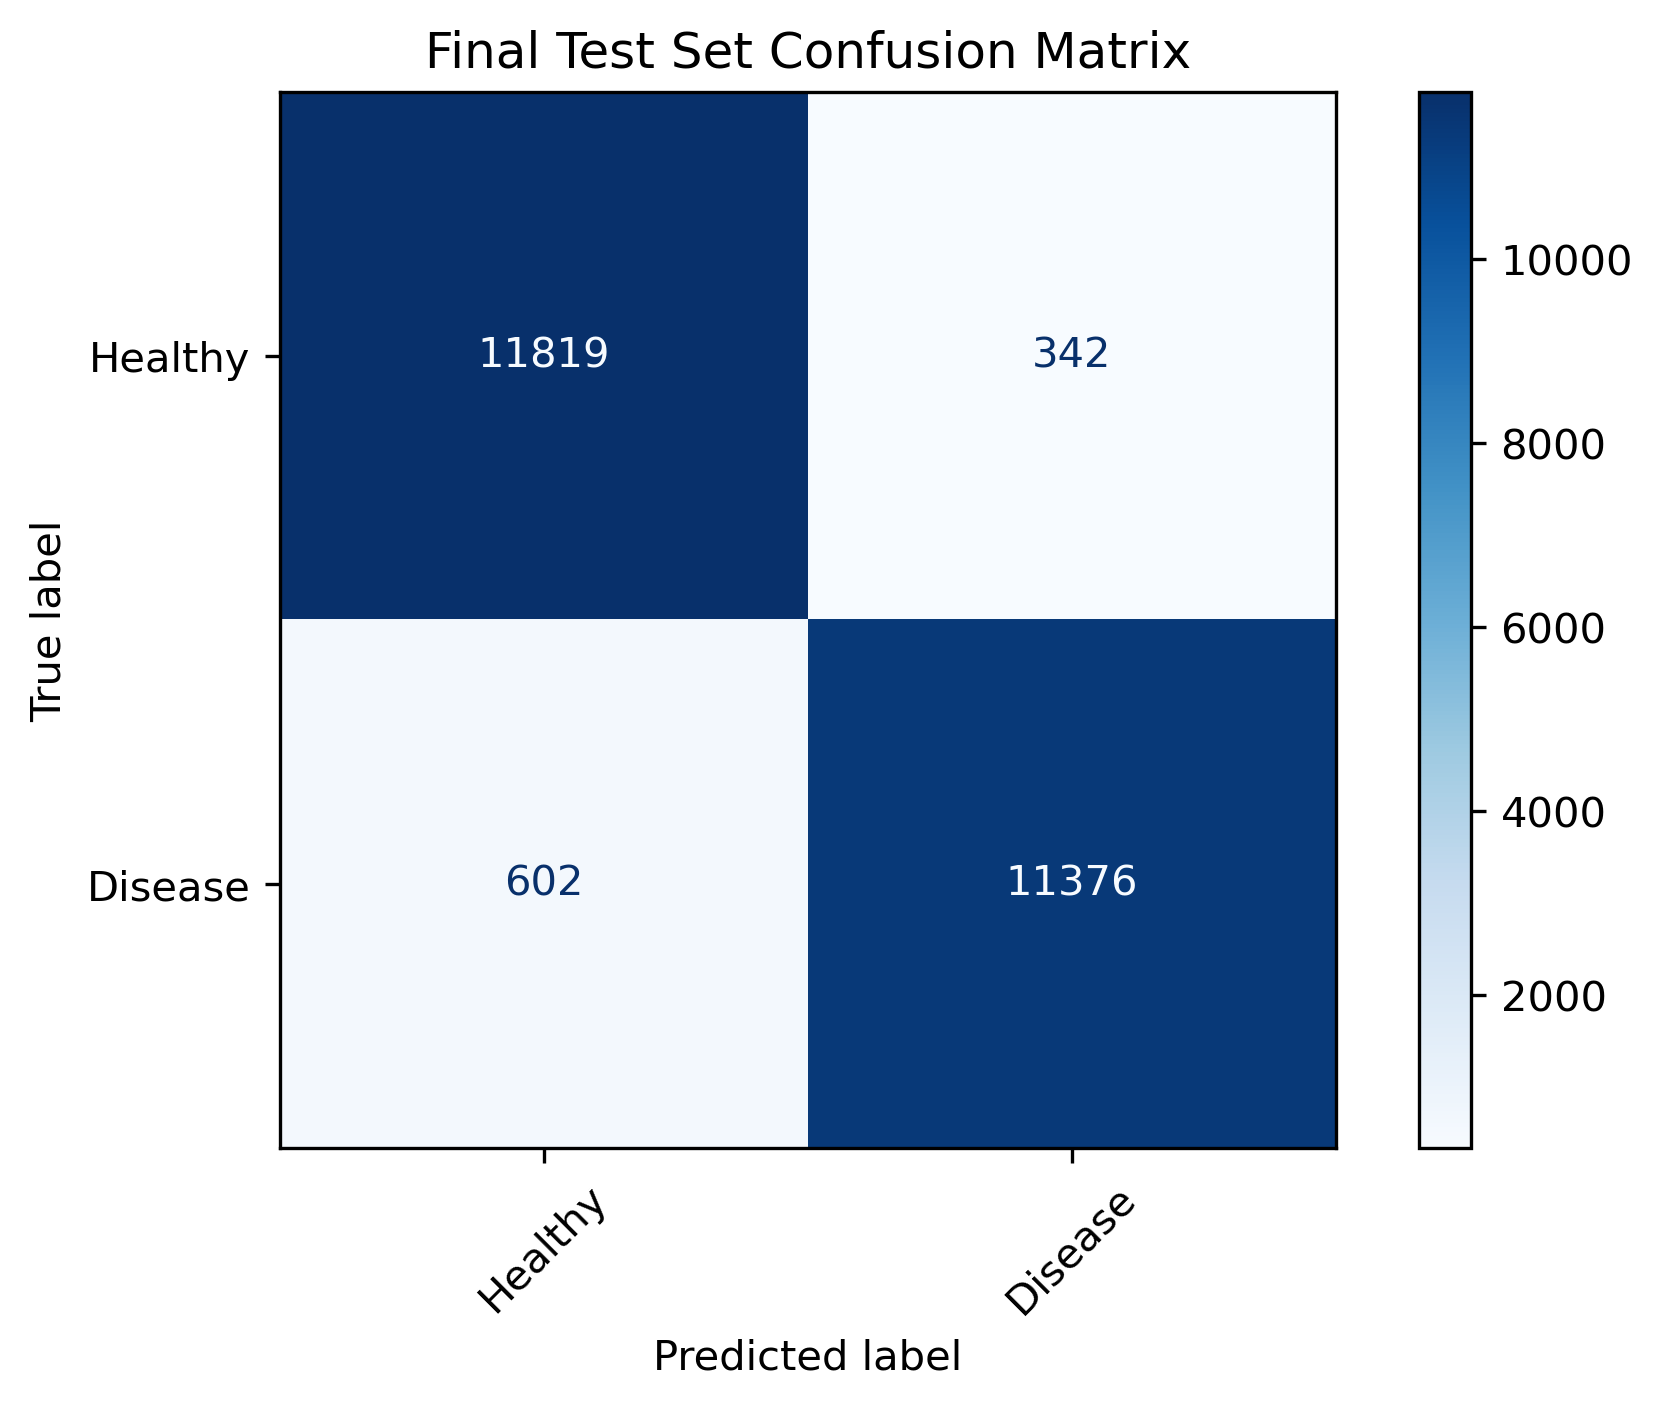 Final Test Set Confusion Matrix
True label
Healthy
11819
342
Disease
602
11376
Healthy
Disease
Predicted label
10000
8000
6000
4000
2000